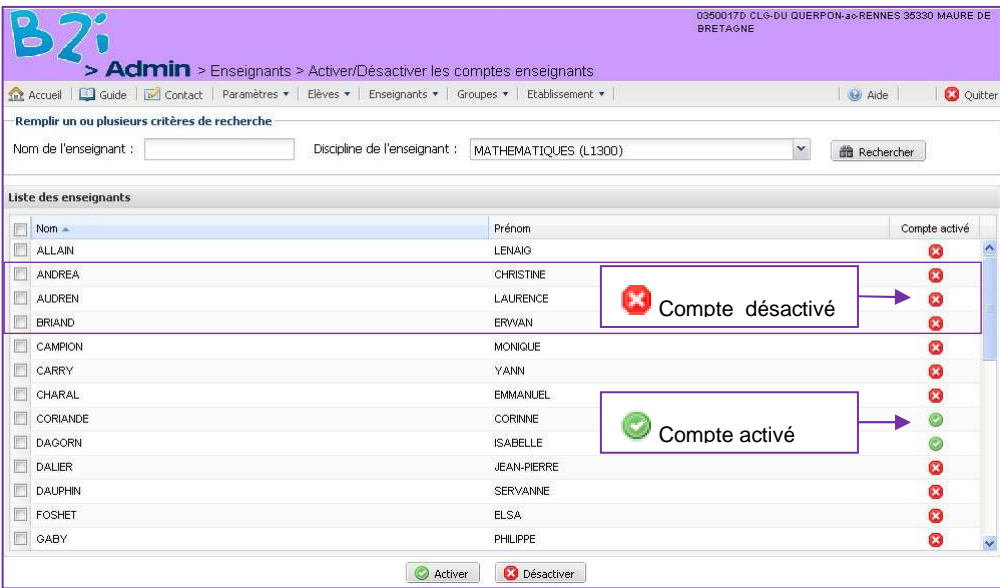 0350017D CLG-DU QUERPON-ac-RENNES 35330 MAURE DE
BRETAGNE
B2i
> Admin > Enseignants > Activer/Désactiver les comptes enseignants
Accueil Guide Contact Paramètres Elèves Enseignants Groupes Etablissement Aide Quitter
Remplir un ou plusieurs critères de recherche
Nom de l'enseignant : Discipline de l'enseignant : MATHEMATIQUES (L1300) Rechercher
Liste des enseignants
Nom Prénom Compte activé
ALLAIN LENAIG
ANDREA CHRISTINE
AUDREN LAURENCE
Compte désactivé
BRIAND ERWAN
CAMPION MONIQUE
CARRY YANN
CHARAL EMMANUEL
CORIANDE CORINNE
Compte activé
DAGORN ISABELLE
DALIER JEAN-PIERRE
DAUPHIN SERVANNE
FOSHET ELSA
GABY PHILIPPE
Activer Désactiver